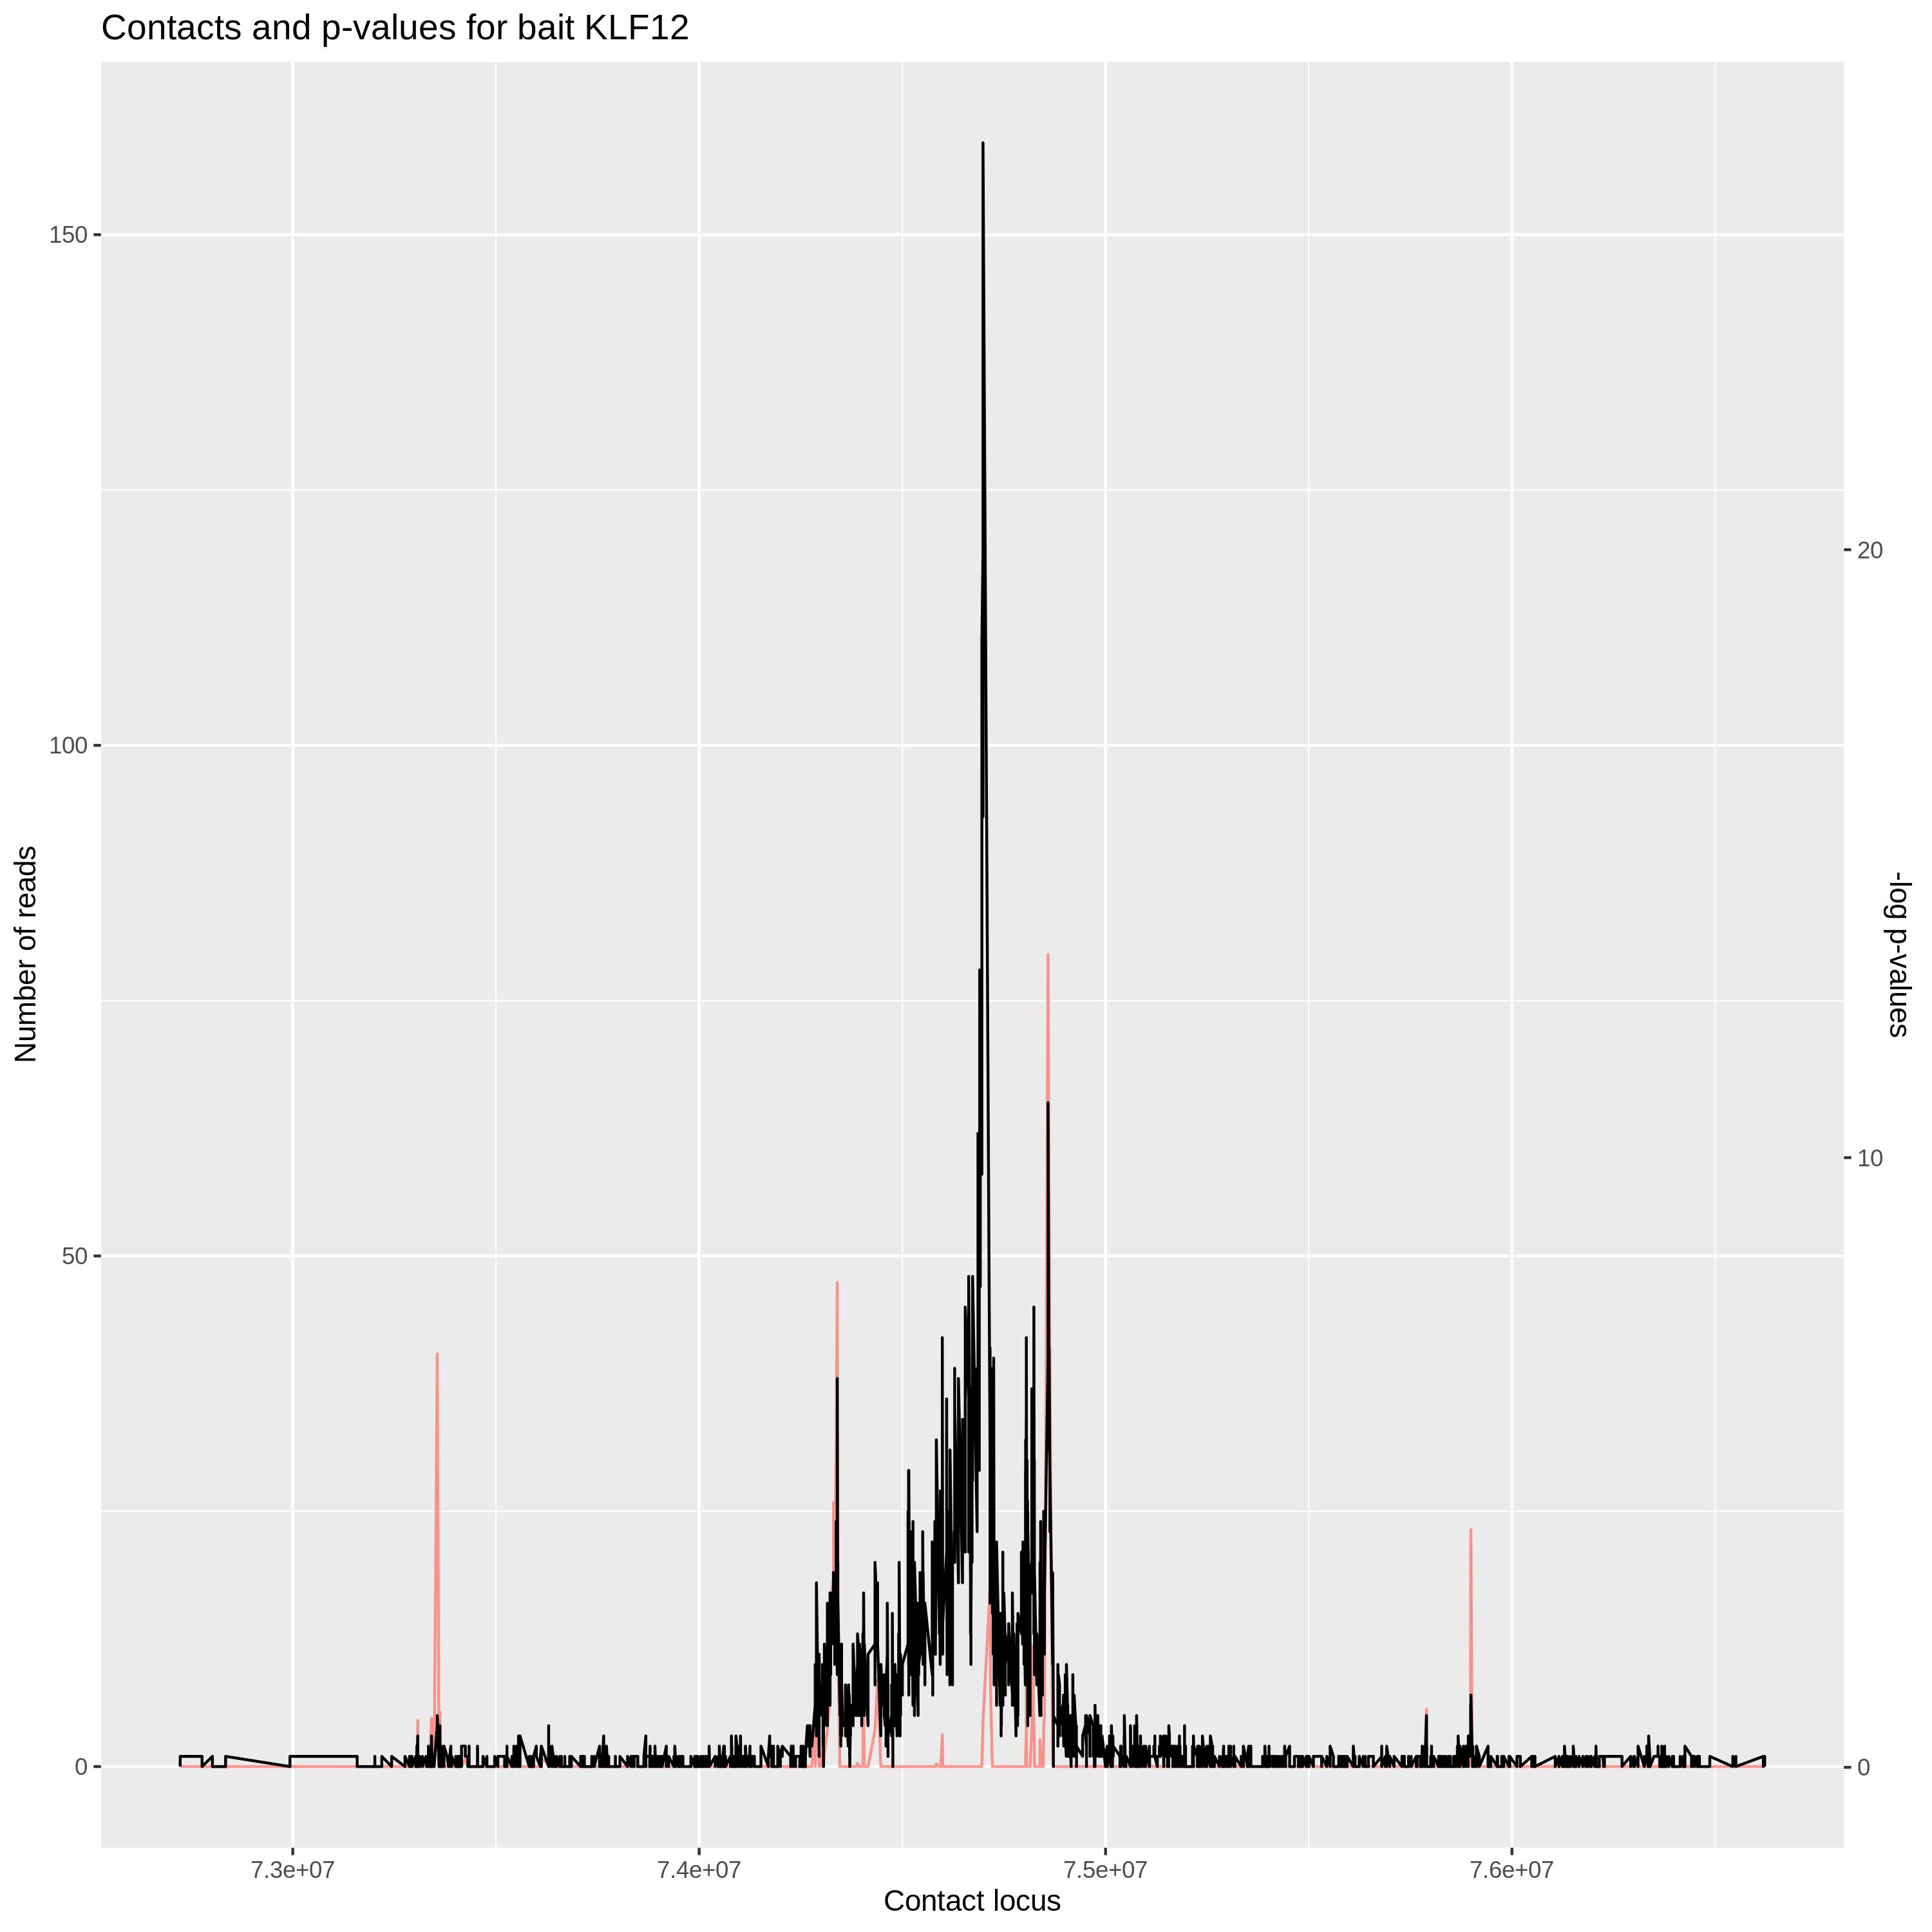 Contacts and p-values for bait KLF12
150
100
50
0
Number of reads
20
10
0
-log p-values
7.3e+07
7.4e+07
7.5e+07
7.6e+07
Contact locus